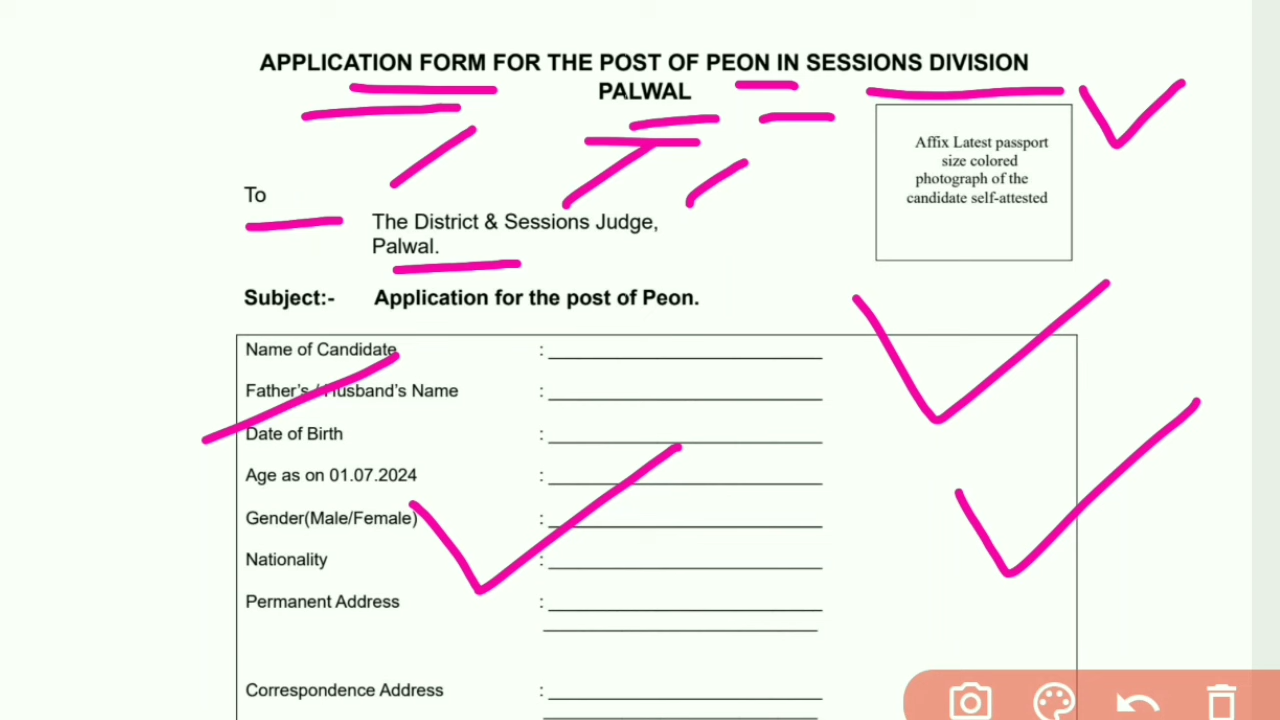 APPLICATION FORM FOR THE POST OF PEON IN SESSIONS DIVISION
PALWAL
Affix Latest passport
size colored
photograph of the
candidate self-attested
To
The District & Sessions Judge,
Palwal.
Subject:- Application for the post of Peon.
Name of Candidate :
Father's / Husband's Name :
Date of Birth :
Age as on 01.07.2024 :
Gender(Male/Female) :
Nationality :
Permanent Address :
Correspondence Address :